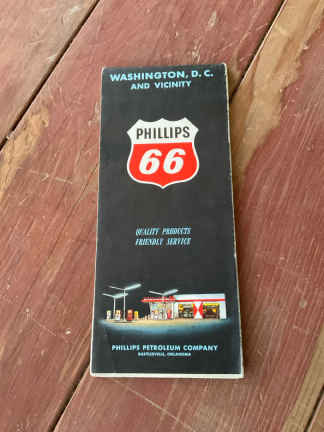 WASHINGTON, D. C.
AND VICINITY
PHILLIPS
66
QUALITY PRODUCTS
FRIENDLY SERVICE
PHILLIPS PETROLEUM COMPANY
BARTLESVILLE, OKLAHOMA